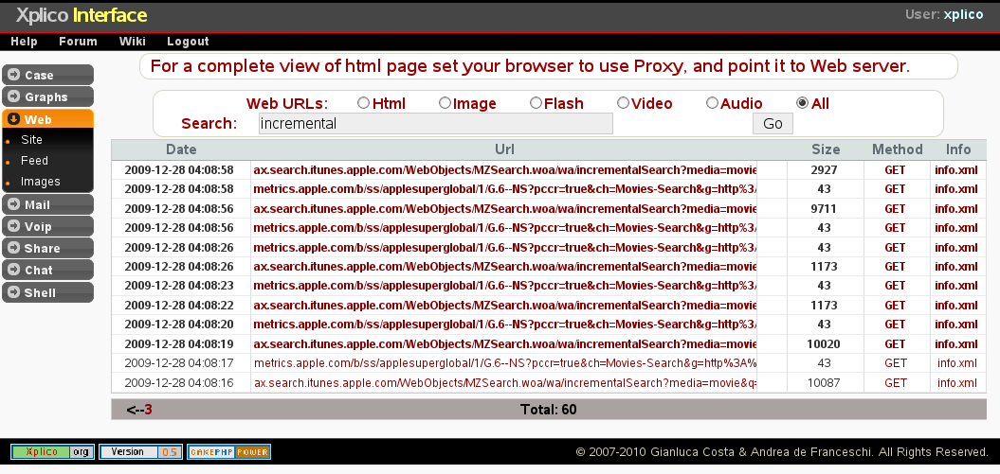 Xplico Interface
User: xplico
Help Forum Wiki Logout
For a complete view of html page set your browser to use Proxy, and point it to Web server.
Case
Graphs
Web
Site
Feed
Images
Mail
Voip
Share
Chat
Shell
Web URLs: Html Image Flash Video Audio All
Search: incremental Go
Date Url Size Method Info
2009-12-28 04:08:58 ax.search.itunes.apple.com/WebObjects/MZSearch.woa/wa/incrementalSearch?media=movie 2927 GET info.xml
2009-12-28 04:08:58 metrics.apple.com/b/ss/applesuperglobal/1/G.6--NS?pccr=true&ch=Movies-Search&g=http%3/ 43 GET info.xml
2009-12-28 04:08:56 ax.search.itunes.apple.com/WebObjects/MZSearch.woa/wa/incrementalSearch?media=movie 9711 GET info.xml
2009-12-28 04:08:56 metrics.apple.com/b/ss/applesuperglobal/1/G.6--NS?pccr=true&ch=Movies-Search&g=http%3/ 43 GET info.xml
2009-12-28 04:08:26 metrics.apple.com/b/ss/applesuperglobal/1/G.6--NS?pccr=true&ch=Movies-Search&g=http%3/ 43 GET info.xml
2009-12-28 04:08:26 ax.search.itunes.apple.com/WebObjects/MZSearch.woa/wa/incrementalSearch?media=movie 1173 GET info.xml
2009-12-28 04:08:23 metrics.apple.com/b/ss/applesuperglobal/1/G.6--NS?pccr=true&ch=Movies-Search&g=http%3/ 43 GET info.xml
2009-12-28 04:08:22 ax.search.itunes.apple.com/WebObjects/MZSearch.woa/wa/incrementalSearch?media=movie 1173 GET info.xml
2009-12-28 04:08:20 metrics.apple.com/b/ss/applesuperglobal/1/G.6--NS?pccr=true&ch=Movies-Search&g=http%3/ 43 GET info.xml
2009-12-28 04:08:19 ax.search.itunes.apple.com/WebObjects/MZSearch.woa/wa/incrementalSearch?media=movie 10020 GET info.xml
2009-12-28 04:08:17 metrics.apple.com/b/ss/applesuperglobal/1/G.6--NS?pccr=true&ch=Movies-Search&g=http%3A% 43 GET info.xml
2009-12-28 04:08:16 ax.search.itunes.apple.com/WebObjects/MZSearch.woa/wa/incrementalSearch?media=movie&q= 10087 GET info.xml
<--3 Total: 60
Xplico org Version 0.5 CAKEPHP POWER © 2007-2010 Gianluca Costa & Andrea de Franceschi. All Rights Reserved.